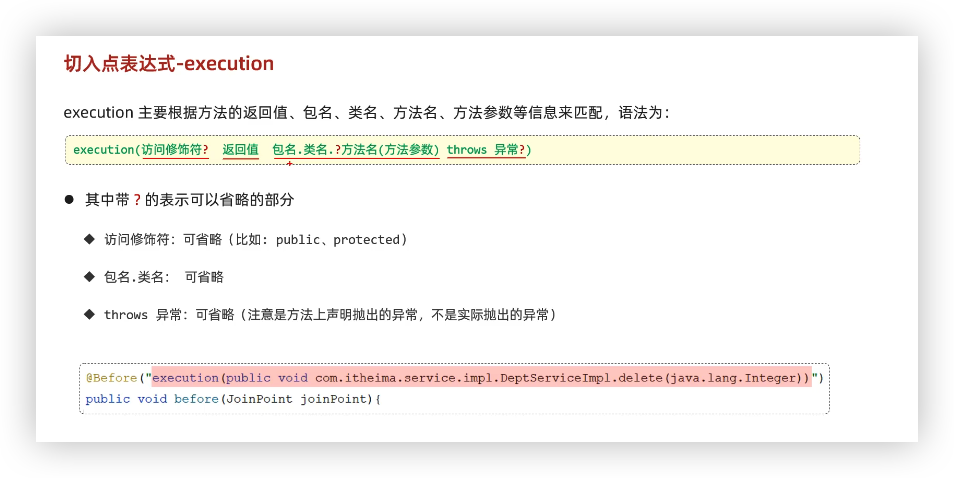 切入点表达式-execution
execution 主要根据方法的返回值、包名、类名、方法名、方法参数等信息来匹配，语法为：
execution(访问修饰符? 返回值 包名.类名.?方法名(方法参数) throws 异常?)
● 其中带 ? 的表示可以省略的部分
◆ 访问修饰符：可省略（比如: public、protected）
◆ 包名.类名： 可省略
◆ throws 异常：可省略（注意是方法上声明抛出的异常，不是实际抛出的异常）
@Before("execution(public void com.itheima.service.impl.DeptServiceImpl.delete(java.lang.Integer))")
public void before(JoinPoint joinPoint){